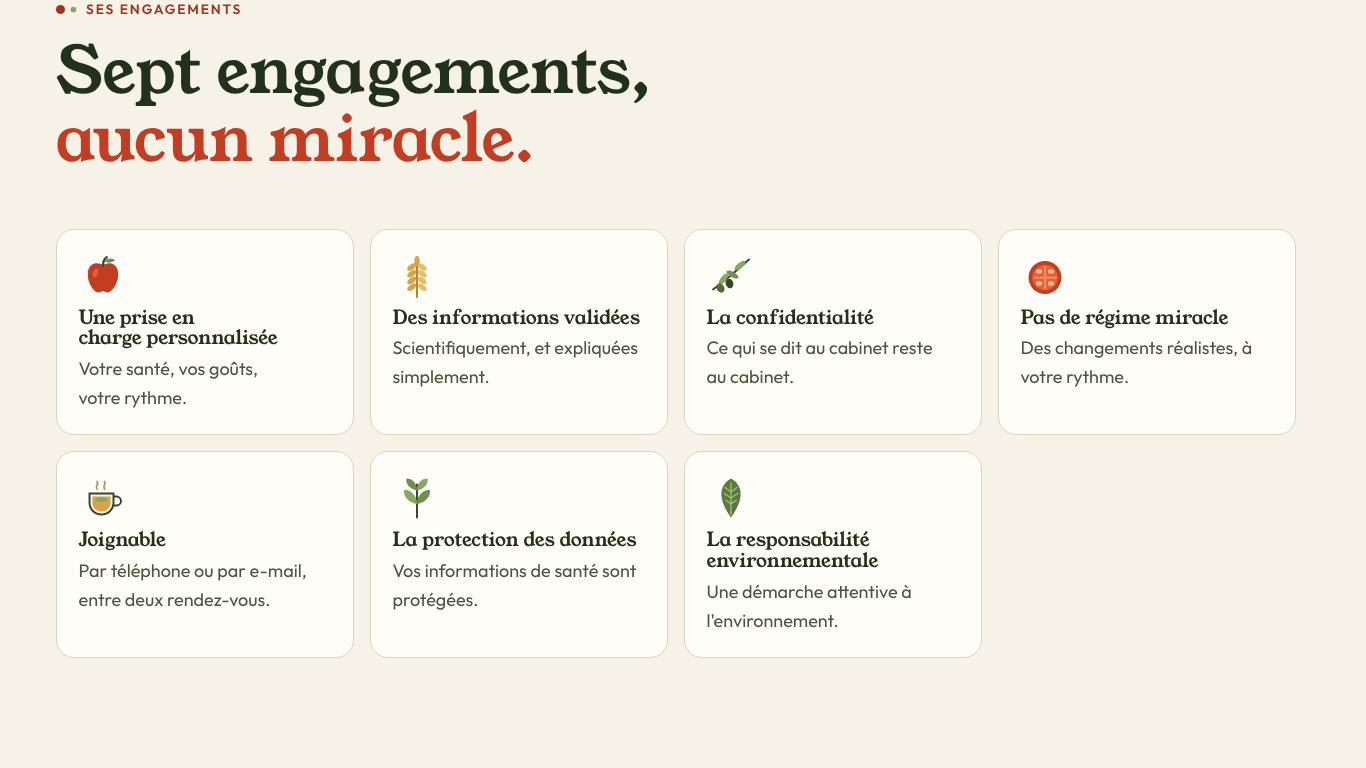 SES ENGAGEMENTS
Sept engagements,
aucun miracle.
Une prise en
charge personnalisée
Votre santé, vos goûts,
votre rythme.
Des informations validées
Scientifiquement, et expliquées
simplement.
La confidentialité
Ce qui se dit au cabinet reste
au cabinet.
Pas de régime miracle
Des changements réalistes, à
votre rythme.
Joignable
Par téléphone ou par e-mail,
entre deux rendez-vous.
La protection des données
Vos informations de santé sont
protégées.
La responsabilité
environnementale
Une démarche attentive à
l'environnement.